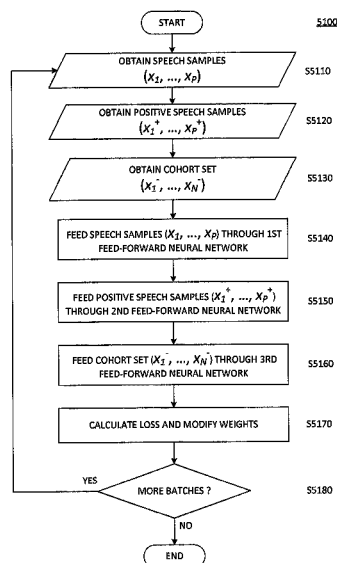 START
5100
OBTAIN SPEECH SAMPLES
(X₁, ..., Xₚ)
S5110
OBTAIN POSITIVE SPEECH SAMPLES
(X₁⁺, ..., Xₚ⁺)
S5120
OBTAIN COHORT SET
(X₁⁻, ..., X_N⁻)
S5130
FEED SPEECH SAMPLES (X₁, ..., Xₚ) THROUGH 1ST
FEED-FORWARD NEURAL NETWORK
S5140
FEED POSITIVE SPEECH SAMPLES (X₁⁺, ..., Xₚ⁺)
THROUGH 2ND FEED-FORWARD NEURAL NETWORK
S5150
FEED COHORT SET (X₁⁻, ..., X_N⁻) THROUGH 3RD
FEED-FORWARD NEURAL NETWORK
S5160
CALCULATE LOSS AND MODIFY WEIGHTS
S5170
YES
MORE BATCHES ?
S5180
NO
END